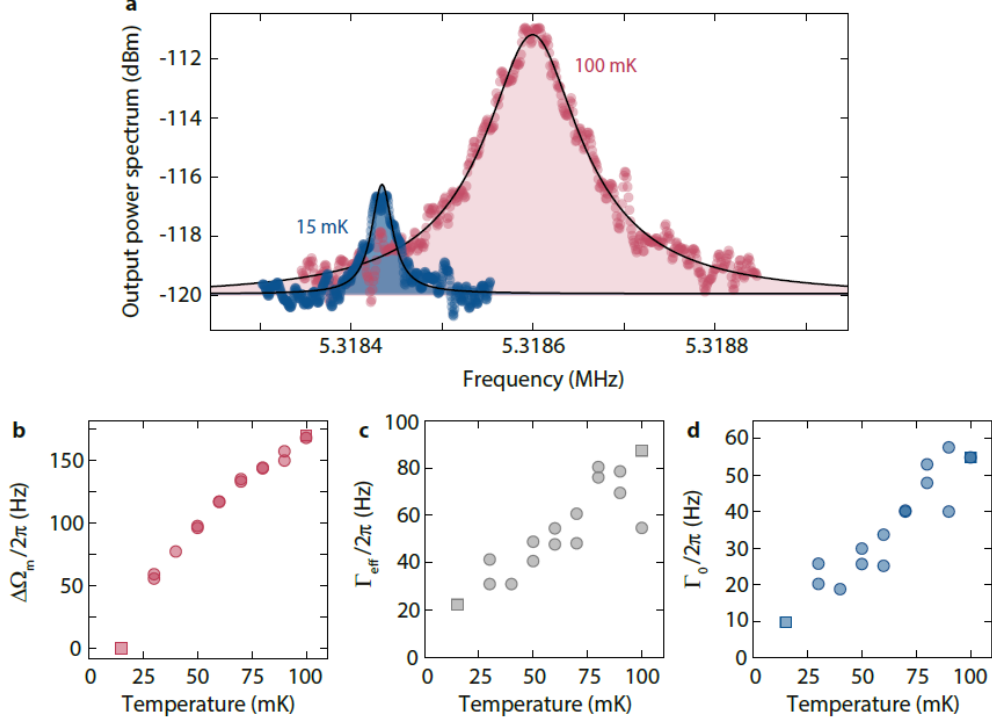 a
Output power spectrum (dBm)
-112
-114
-116
-118
-120
100 mK
15 mK
5.3184
5.3186
5.3188
Frequency (MHz)
b
ΔΩm/2π (Hz)
150
100
50
0
0
25
50
75
100
Temperature (mK)
c
Γeff/2π (Hz)
100
80
60
40
20
0
0
25
50
75
100
Temperature (mK)
d
Γ0/2π (Hz)
60
50
40
30
20
10
0
0
25
50
75
100
Temperature (mK)